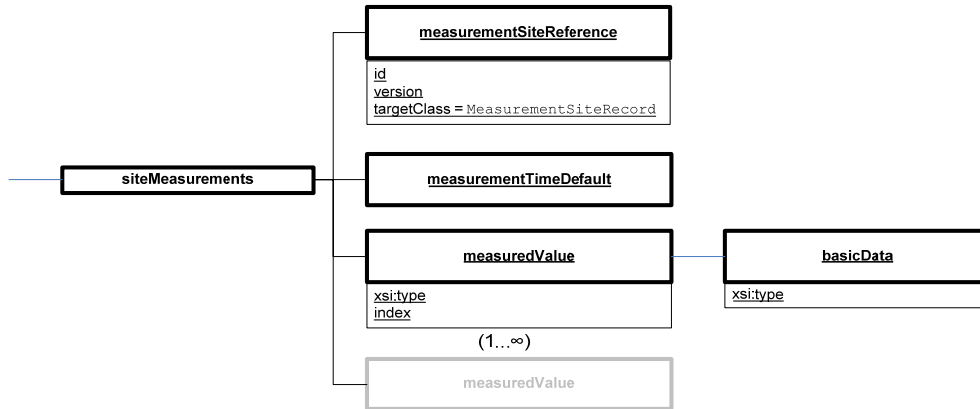 measurementSiteReference
id
version
targetClass = MeasurementSiteRecord
siteMeasurements
measurementTimeDefault
measuredValue
basicData
xsi:type
index
xsi:type
(1...∞)
measuredValue